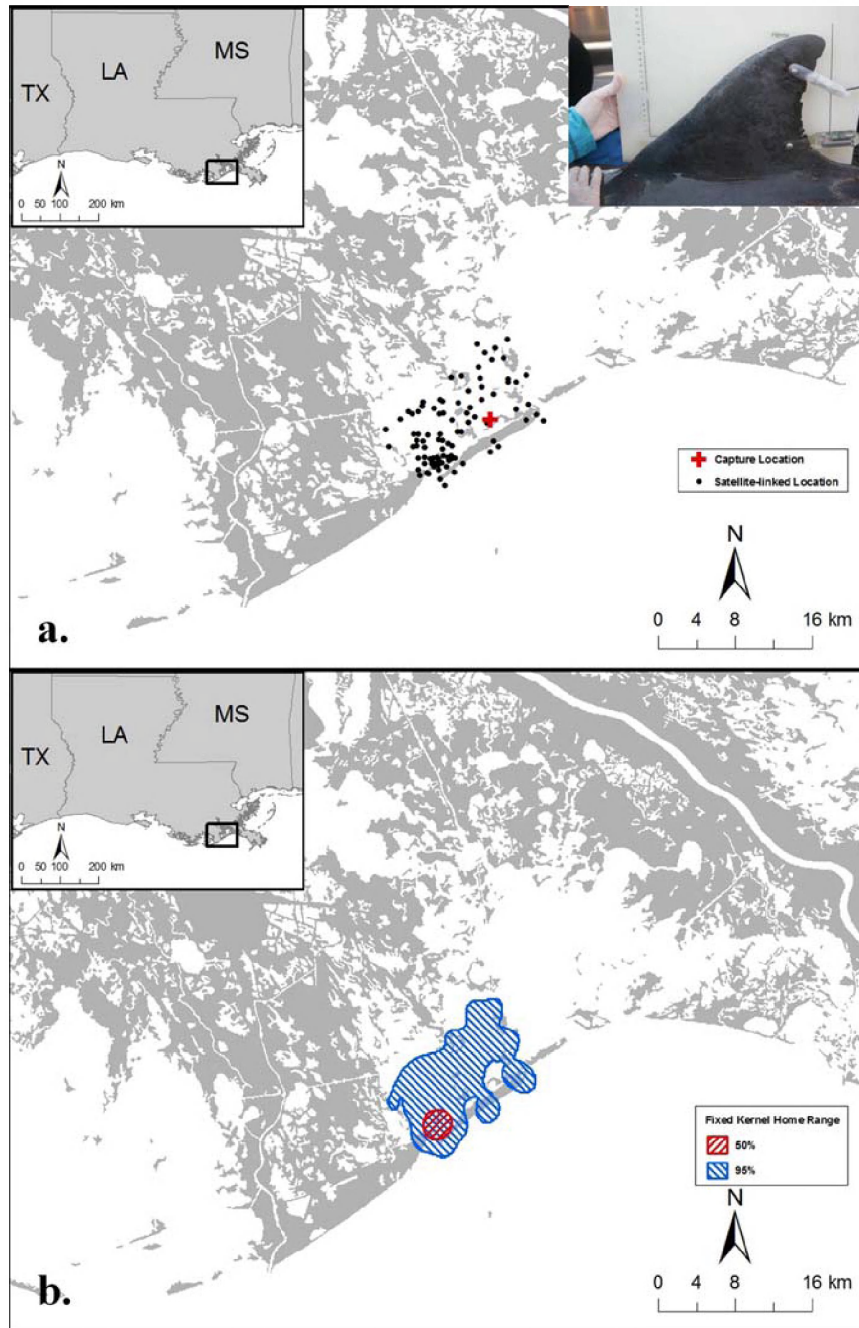 TX
LA
MS
N
0 50 100 200 km
Capture Location
Satellite-linked Location
N
0 4 8 16 km
a.
TX
LA
MS
N
0 50 100 200 km
Fixed Kernel Home Range
50%
95%
N
0 4 8 16 km
b.